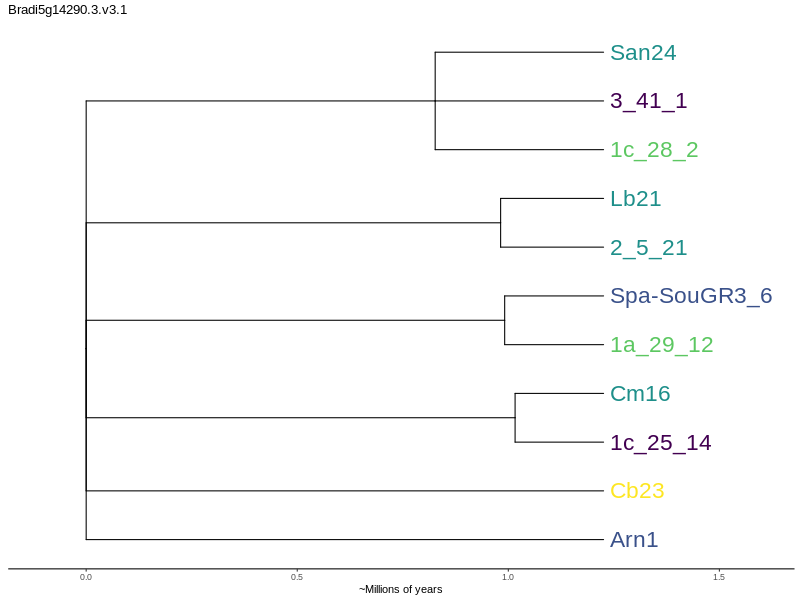 Bradi5g14290.3.v3.1
San24
3_41_1
1c_28_2
Lb21
2_5_21
Spa-SouGR3_6
1a_29_12
Cm16
1c_25_14
Cb23
Arn1
0.0 0.5 1.0 1.5
~Millions of years